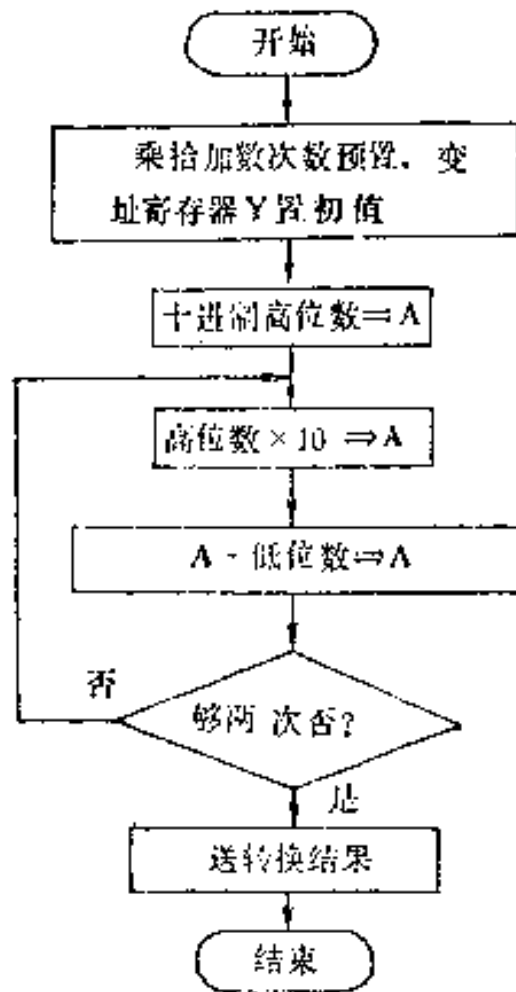 开始
乘拾加数次数预置．变
址寄存器Y置初值
十进制高位数⇒A
高位数×10 ⇒A
A - 低位数⇒A
否
够两次否?
是
送转换结果
结束